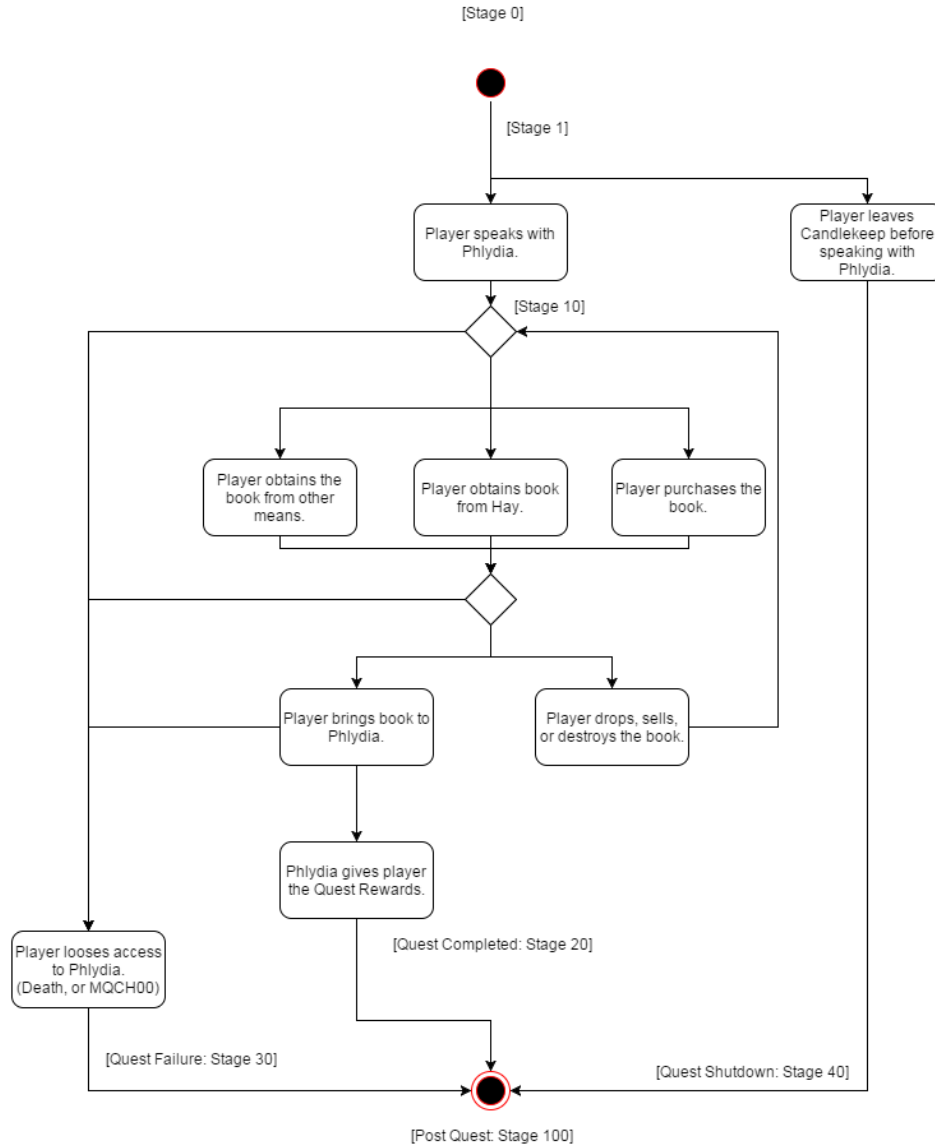 [Stage 0]
[Stage 1]
Player speaks with
Phlydia.
Player leaves
Candlekeep before
speaking with
Phlydia.
[Stage 10]
Player obtains the
book from other
means.
Player obtains book
from Hay.
Player purchases the
book.
Player brings book to
Phlydia.
Player drops, sells,
or destroys the book.
Phlydia gives player
the Quest Rewards.
Player looses access
to Phlydia.
(Death, or MQCH00)
[Quest Completed: Stage 20]
[Quest Failure: Stage 30]
[Quest Shutdown: Stage 40]
[Post Quest: Stage 100]